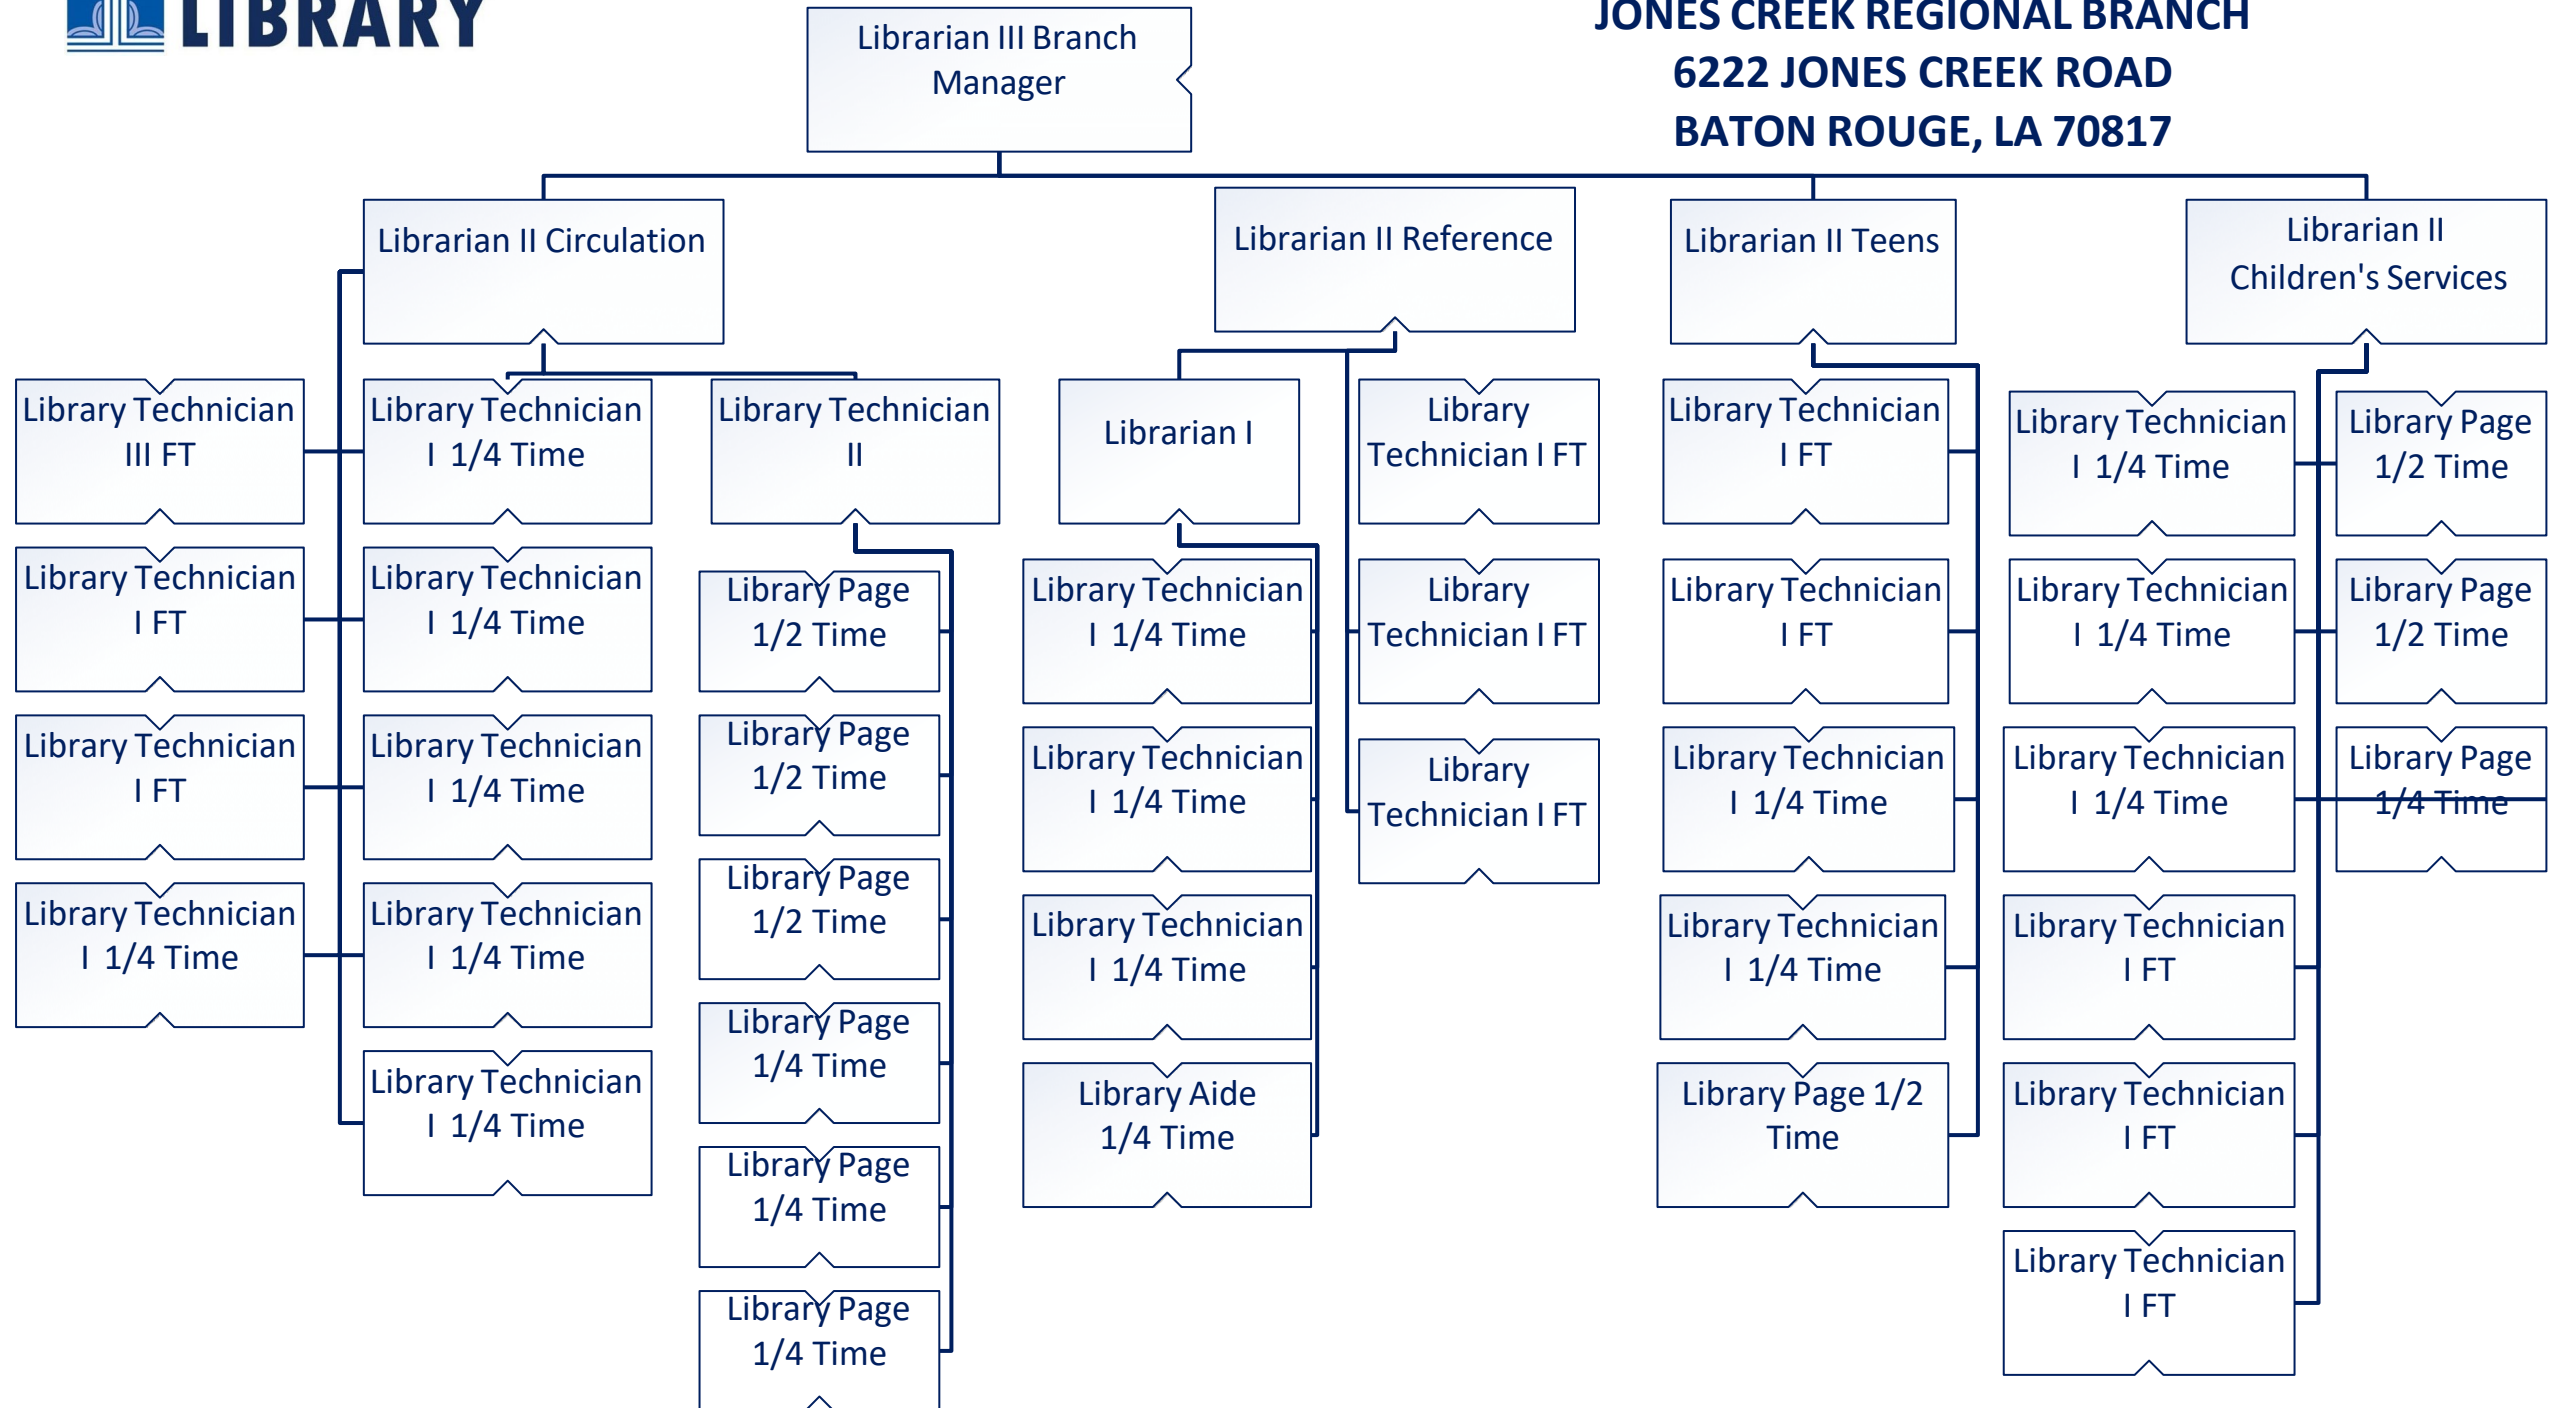 LIBRARY
JONES CREEK REGIONAL BRANCH
6222 JONES CREEK ROAD
BATON ROUGE, LA 70817
Librarian III Branch
Manager
Librarian II Circulation
Librarian II Reference
Librarian II Teens
Librarian II
Children's Services
Library Technician
III FT
Library Technician
I FT
Library Technician
I FT
Library Technician
I 1/4 Time
Library Technician
I 1/4 Time
Library Technician
I 1/4 Time
Library Technician
I 1/4 Time
Library Technician
I 1/4 Time
Library Technician
I 1/4 Time
Library Technician
II
Library Page
1/2 Time
Library Page
1/2 Time
Library Page
1/2 Time
Library Page
1/4 Time
Library Page
1/4 Time
Library Page
1/4 Time
Librarian I
Library Technician
I 1/4 Time
Library Technician
I 1/4 Time
Library Technician
I 1/4 Time
Library Aide
1/4 Time
Library
Technician I FT
Library
Technician I FT
Library
Technician I FT
Library Technician
I FT
Library Technician
I FT
Library Technician
I 1/4 Time
Library Technician
I 1/4 Time
Library Page 1/2
Time
Library Technician
I 1/4 Time
Library Technician
I 1/4 Time
Library Technician
I 1/4 Time
Library Technician
I FT
Library Technician
I FT
Library Technician
I FT
Library Page
1/2 Time
Library Page
1/2 Time
Library Page
1/4 Time